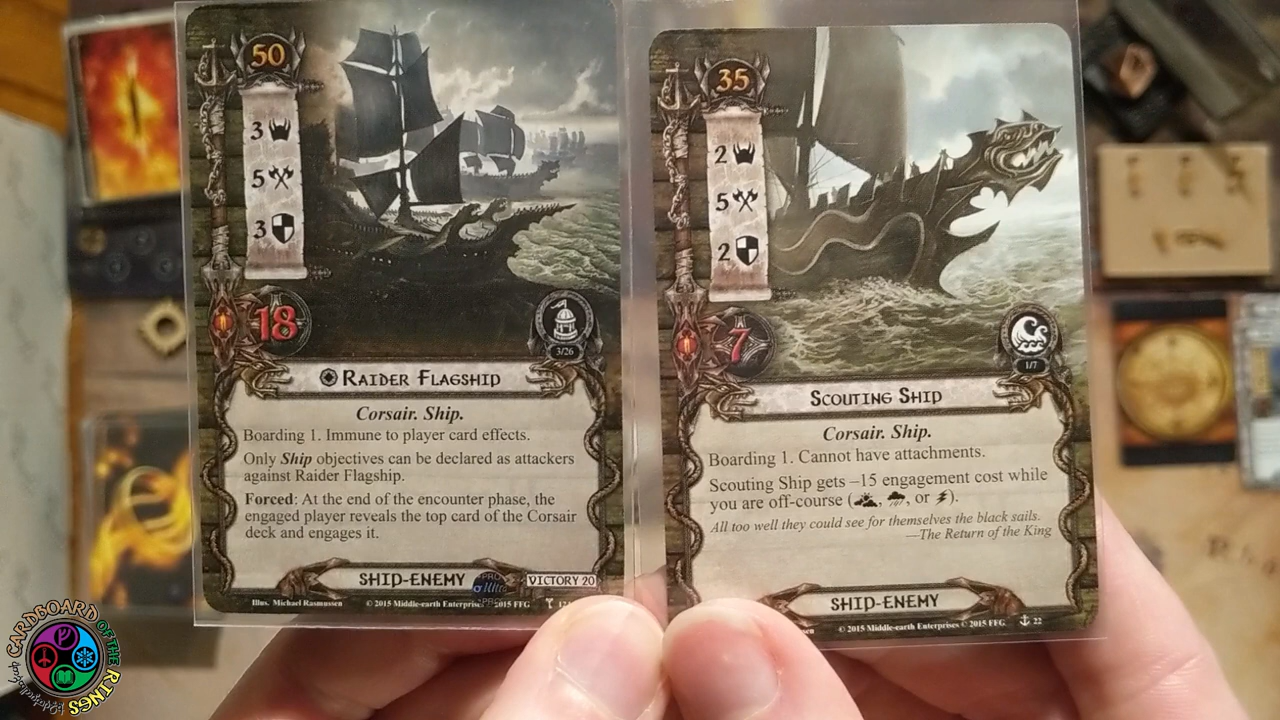 50
3
5
3
18
3/26
RAIDER FLAGSHIP
Corsair. Ship.
Boarding 1. Immune to player card effects.
Only Ship objectives can be declared as attackers
against Raider Flagship.
Forced: At the end of the encounter phase, the
engaged player reveals the top card of the Corsair
deck and engages it.
SHIP-ENEMY
VICTORY 20
Illus. Michael Rasmussen
© 2015 Middle-earth Enterprises
2015 FFG
35
2
5
2
7
1/7
SCOUTING SHIP
Corsair. Ship.
Boarding 1. Cannot have attachments.
Scouting Ship gets –15 engagement cost while
you are off-course ( , , or ).
All too well they could see for themselves the black sails.
—The Return of the King
SHIP-ENEMY
© 2015 Middle-earth Enterprises © 2015 FFG
22
CARDBOARD OF THE RINGS